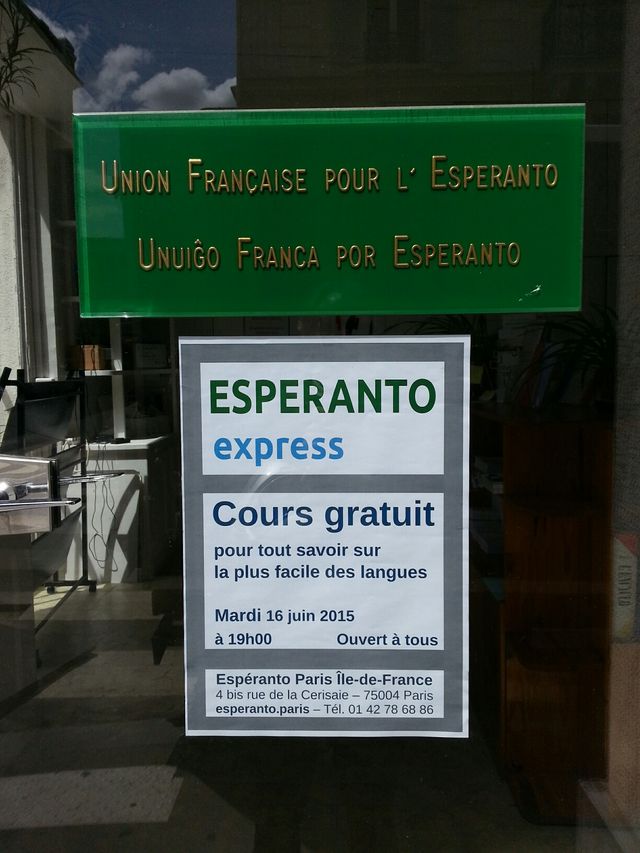 Union Française pour l' Esperanto
Unuiĝo Franca por Esperanto
ESPERANTO
express
Cours gratuit
pour tout savoir sur
la plus facile des langues
Mardi 16 juin 2015
à 19h00 Ouvert à tous
Espéranto Paris Île-de-France
4 bis rue de la Cerisaie – 75004 Paris
esperanto.paris – Tél. 01 42 78 68 86